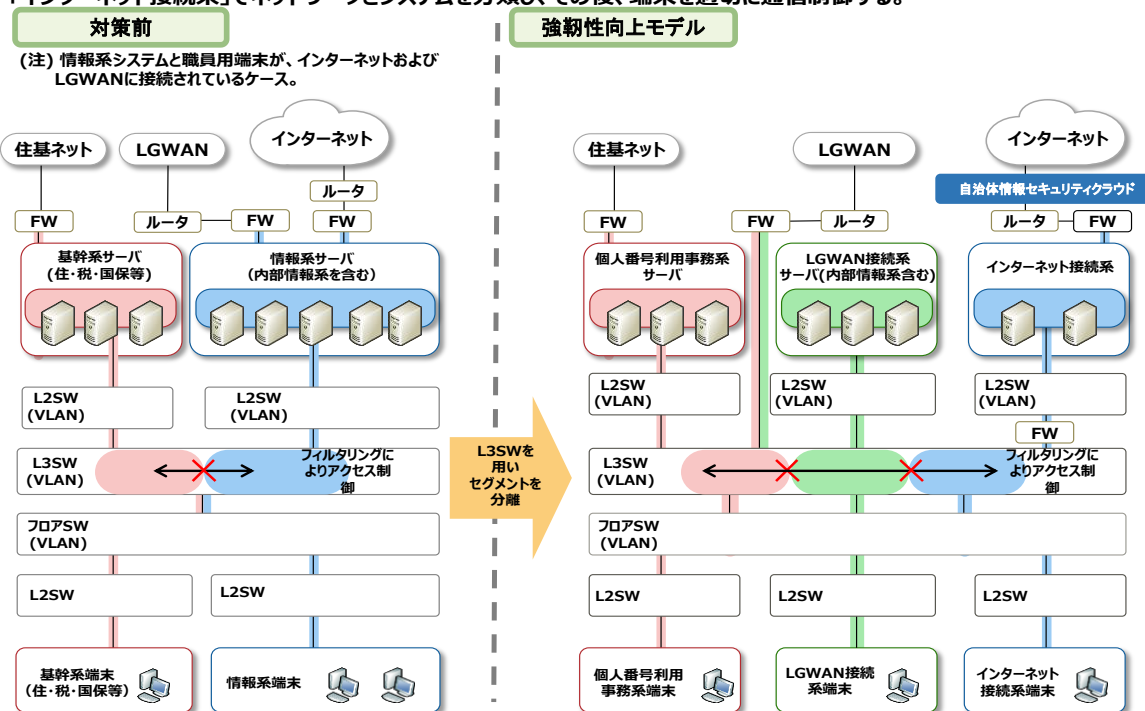 「インターネット接続系」でネットワークとシステムを分類し、その後、端末を適切に通信制御する。
対策前
(注) 情報系システムと職員用端末が、インターネットおよび
LGWANに接続されているケース。
住基ネット
LGWAN
インターネット
ルータ
FW
ルータ
FW
FW
基幹系サーバ
(住・税・国保等)
情報系サーバ
(内部情報系を含む)
L2SW
(VLAN)
L2SW
(VLAN)
L3SW
(VLAN)
フィルタリングに
よりアクセス制
御
フロアSW
(VLAN)
L2SW
L2SW
基幹系端末
(住・税・国保等)
情報系端末
L3SWを
用い
セグメントを
分離
強靭性向上モデル
住基ネット
LGWAN
インターネット
自治体情報セキュリティクラウド
FW
FW
ルータ
ルータ
FW
個人番号利用事務系
サーバ
LGWAN接続系
サーバ(内部情報系含む)
インターネット接続系
L2SW
(VLAN)
L2SW
(VLAN)
L2SW
(VLAN)
FW
L3SW
(VLAN)
フィルタリングに
よりアクセス制
御
フロアSW
(VLAN)
L2SW
L2SW
L2SW
個人番号利用
事務系端末
LGWAN接続
系端末
インターネット
接続系端末